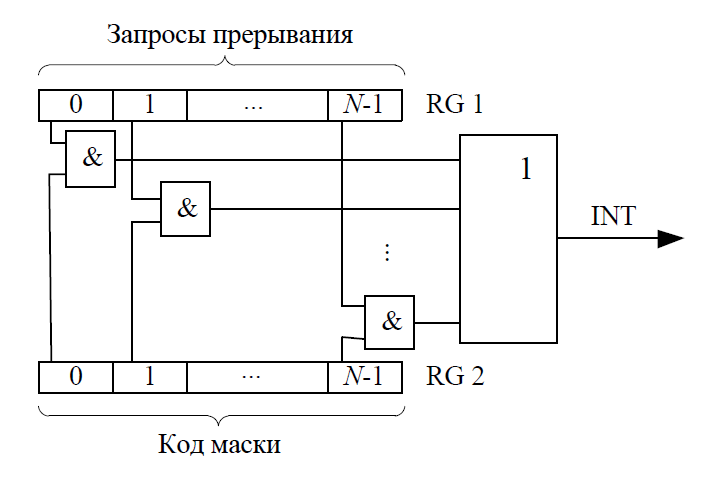 Запросы прерывания
0 1 ... N-1 RG 1
&
1
&
INT
⋮
&
0 1 ... N-1 RG 2
Код маски